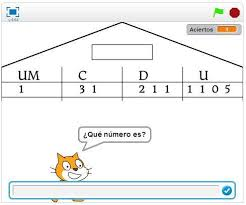 Aciertos
UM C D U
1 3 1 2 1 1 1 1 0 5
¿Qué número es?